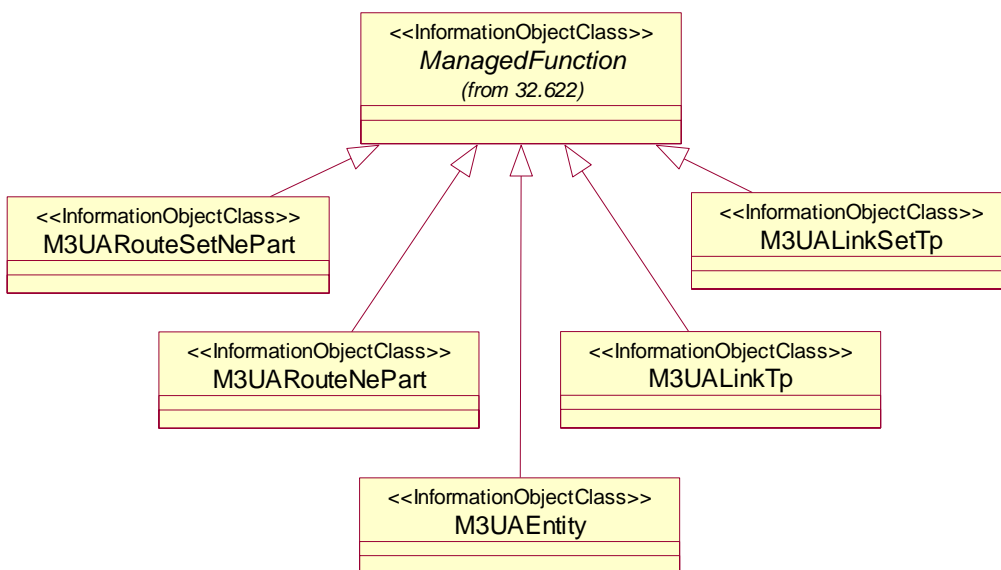 <<InformationObjectClass>>
ManagedFunction
(from 32.622)
<<InformationObjectClass>>
M3UARouteSetNePart
<<InformationObjectClass>>
M3UALinkSetTp
<<InformationObjectClass>>
M3UARouteNePart
<<InformationObjectClass>>
M3UALinkTp
<<InformationObjectClass>>
M3UAEntity